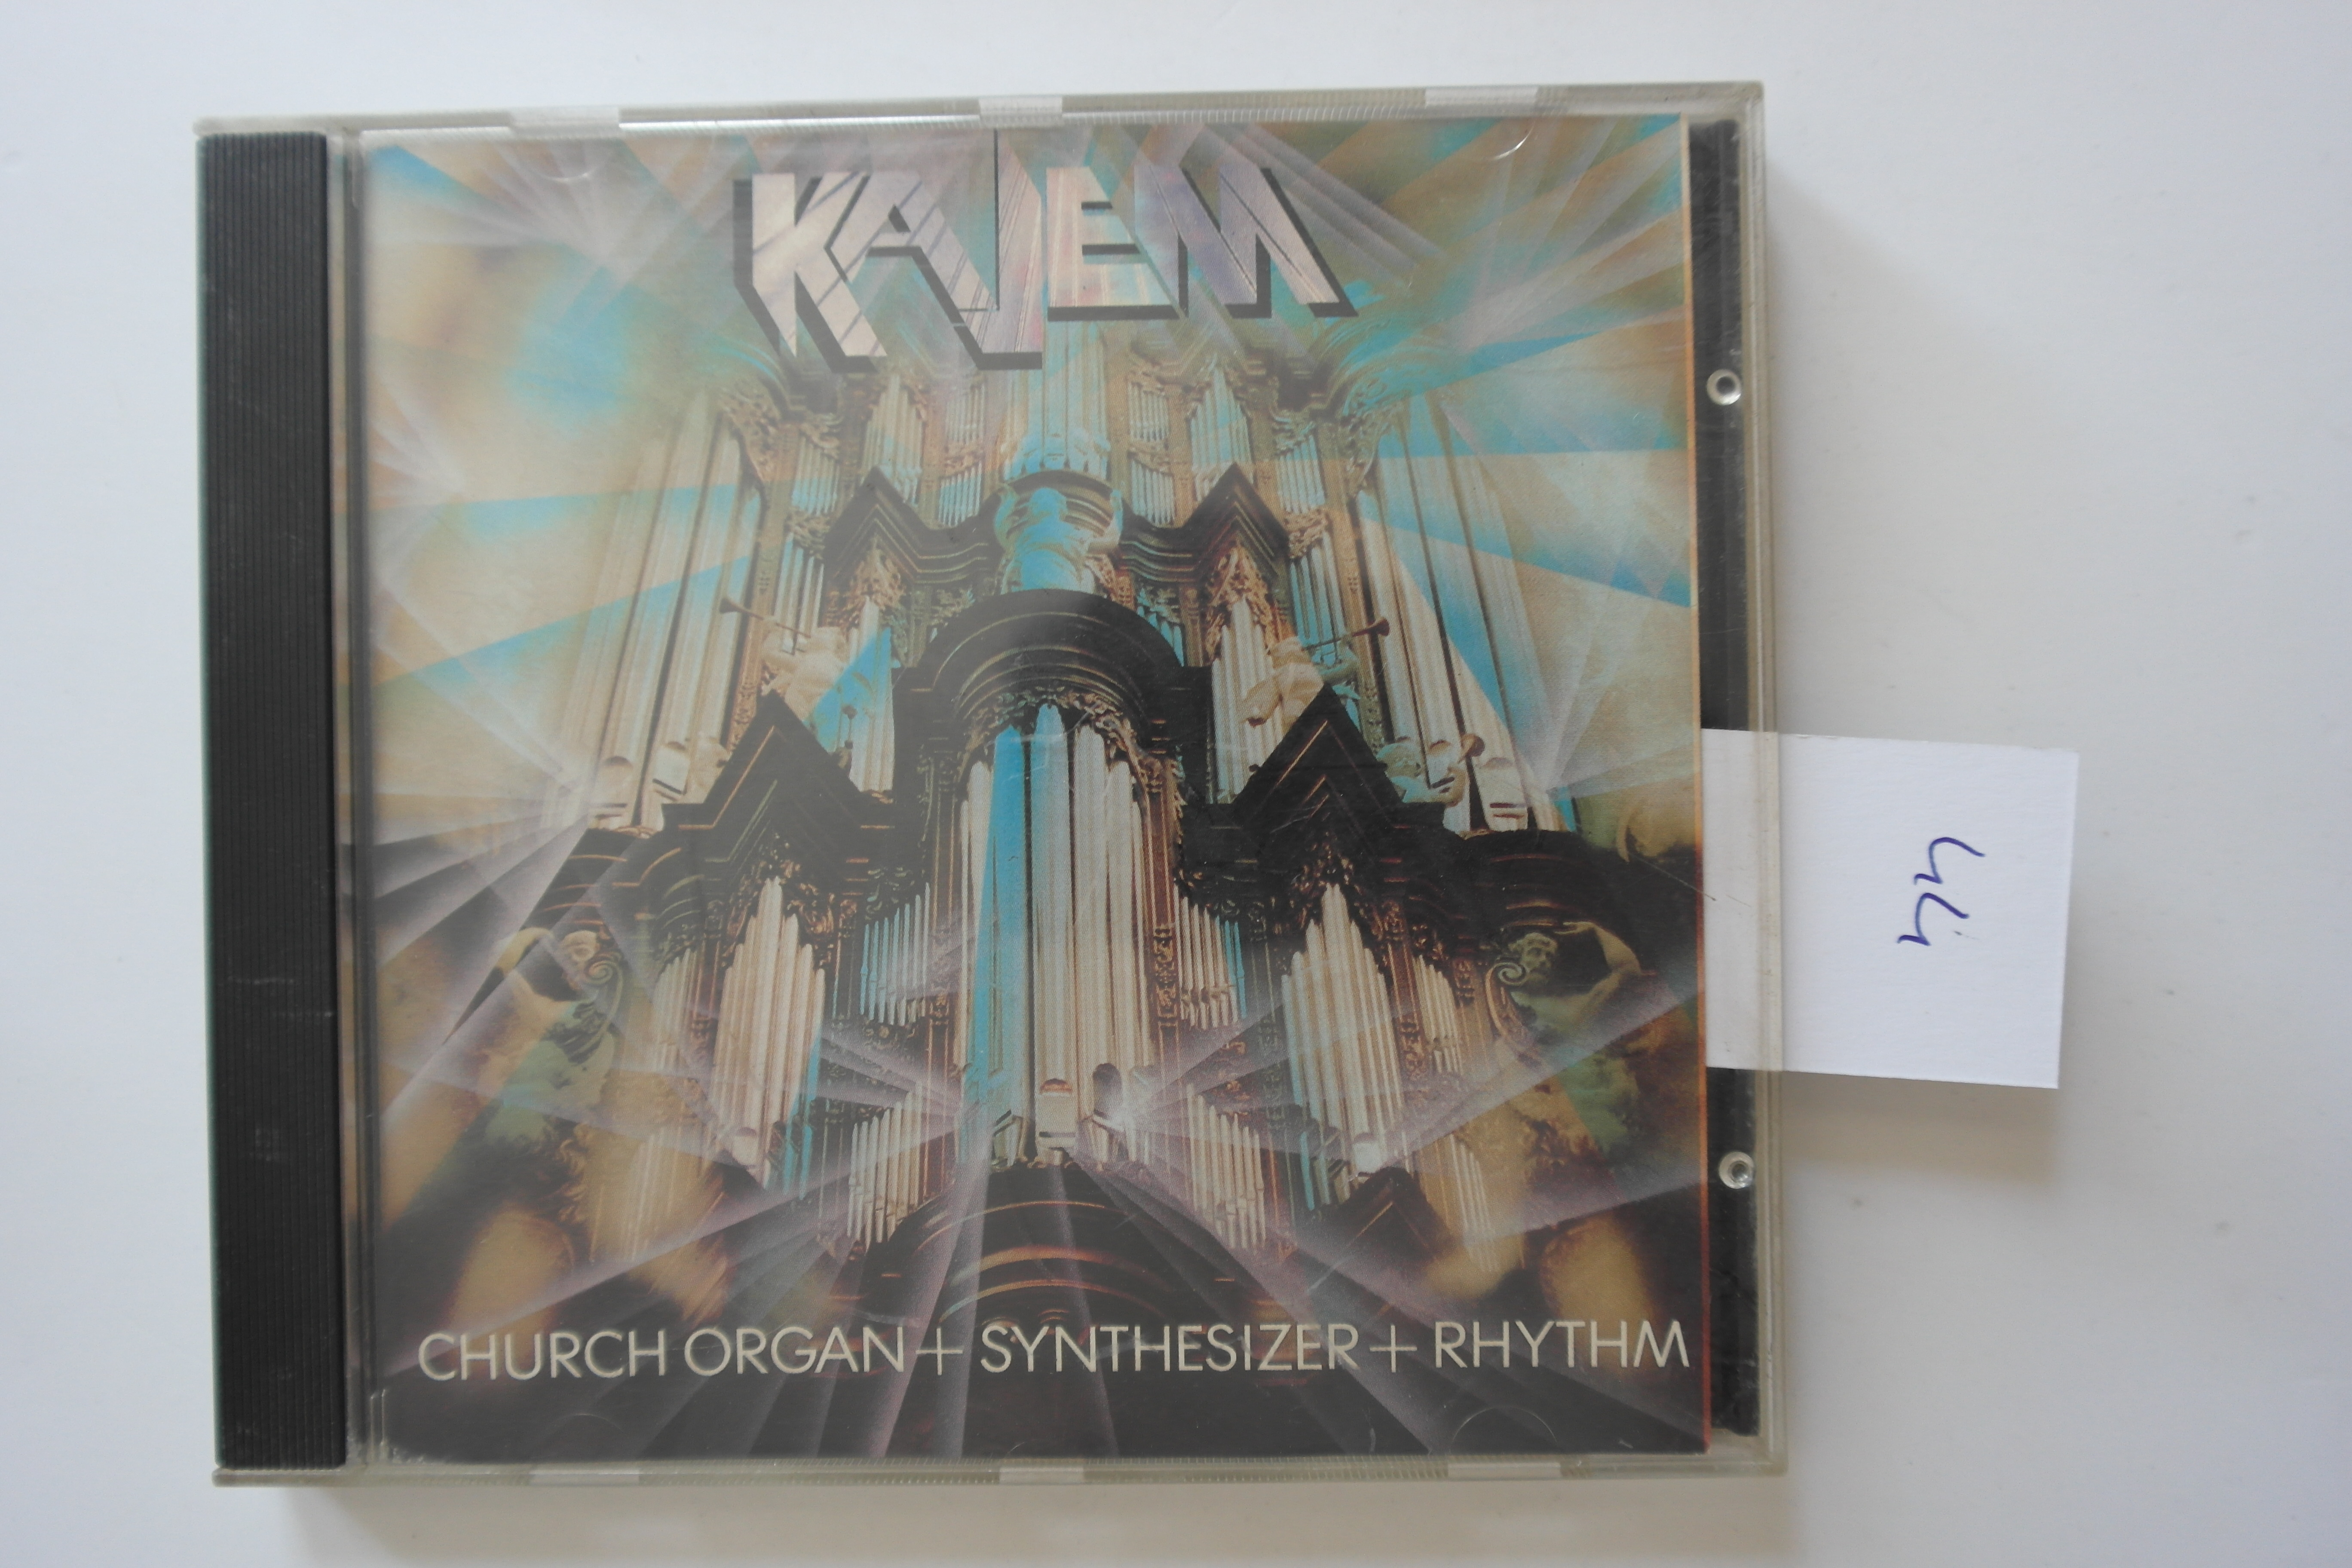 KAJEM
CHURCH ORGAN + SYNTHESIZER + RHYTHM
44